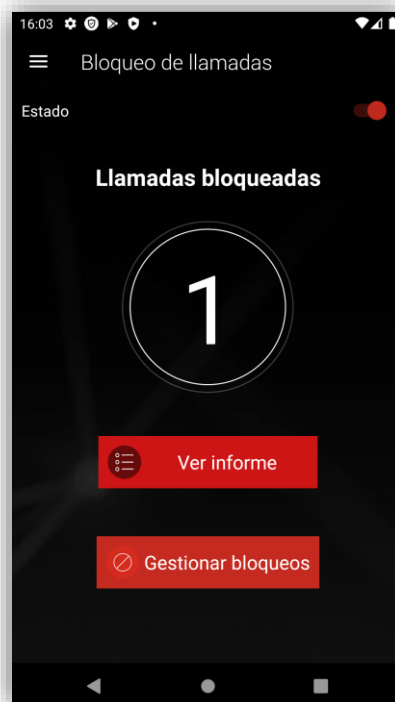 16:03
Bloqueo de llamadas
Estado
Llamadas bloqueadas
1
Ver informe
Gestionar bloqueos